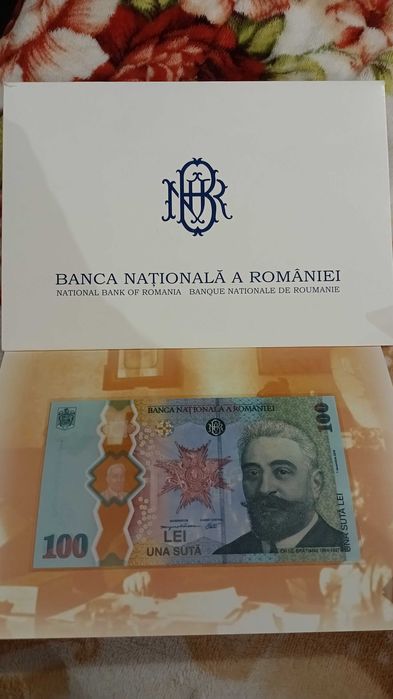 BNR
BANCA NAȚIONALĂ A ROMÂNIEI
NATIONAL BANK OF ROMANIA BANQUE NATIONALE DE ROUMANIE
BANCA NAȚIONALĂ A ROMÂNIEI
100
LEI
UNA SUTĂ
100
UNA SUTĂ LEI